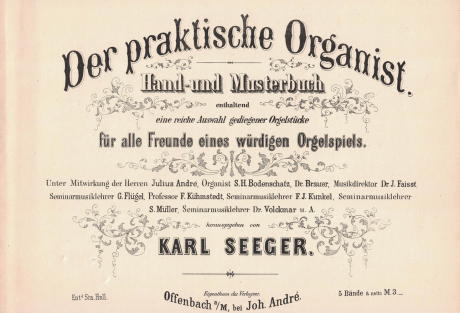 Der praktische Organist.
Hand- und Musterbuch
enthaltend
eine reiche Auswahl gediegener Orgelstücke
für alle Freunde eines würdigen Orgelspiels.
Unter Mitwirkung der Herren Julius André, Organist S.H. Bodenschatz, Dr. Brauer, Musikdirektor Dr. J. Faisst,
Seminarmusiklehrer G. Flügel, Professor F. Kühmstedt, Seminarmusiklehrer F. J. Kunkel, Seminarmusiklehrer
S. Müller, Seminarmusiklehrer Dr. Volckmar u. A.
herausgegeben von
KARL SEEGER.
Eigenthum des Verlegers.
Ent.d Sta. Hall.
5 Bände à netto M. 3._
Offenbach a/M, bei Joh. André.